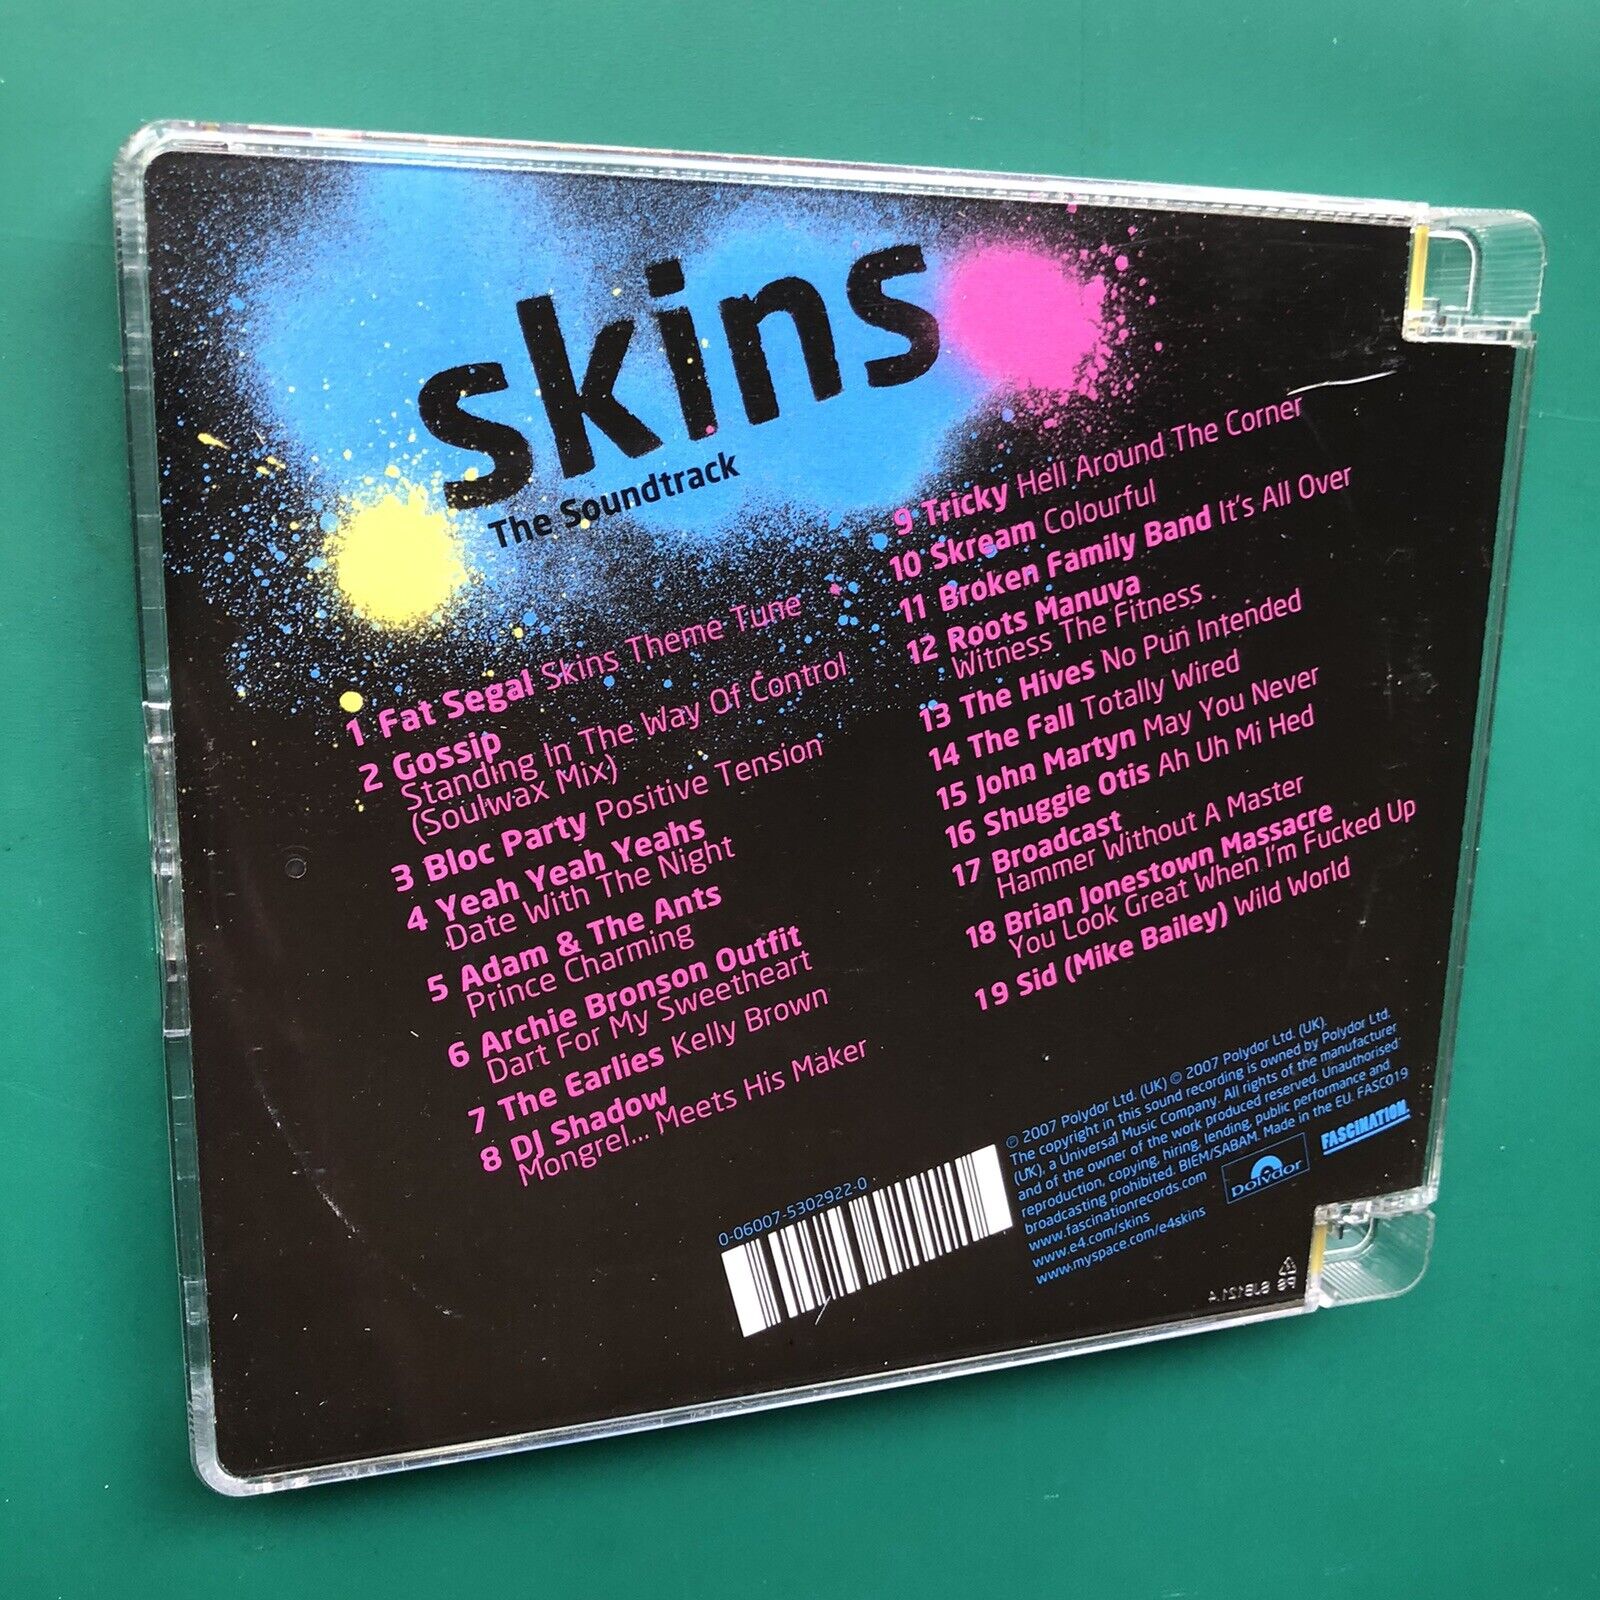 skins
The Soundtrack
1 Fat Segal Skins Theme Tune
2 Gossip
Standing In The Way Of Control
(Soulwax Mix)
3 Bloc Party Positive Tension
4 Yeah Yeah Yeahs
Date With The Night
5 Adam & The Ants
Prince Charming
6 Archie Bronson Outfit
Dart For My Sweetheart
7 The Earlies Kelly Brown
8 DJ Shadow
Mongrel... Meets His Maker
9 Tricky Hell Around The Corner
10 Skream Colourful
11 Broken Family Band It's All Over
12 Roots Manuva
Witness The Fitness
13 The Hives No Pun Intended
14 The Fall Totally Wired
15 John Martyn May You Never
16 Shuggie Otis Ah Uh Mi Hed
17 Broadcast
Hammer Without A Master
18 Brian Jonestown Massacre
You Look Great When I'm Fucked Up
19 Sid (Mike Bailey) Wild World
0-06007-5302922-0
℗ 2007 Polydor Ltd. (UK) © 2007 Polydor Ltd. (UK).
The copyright in this sound recording is owned by Polydor Ltd.
(UK), a Universal Music Company. All rights of the manufacturer
and of the owner of the work produced reserved. Unauthorised
reproduction, copying, hiring, lending, public performance and
broadcasting prohibited. BIEM/SABAM. Made in the EU. FASC019
www.fascinationrecords.com
www.e4.com/skins
www.myspace.com/e4skins
polydor
FASCINATION